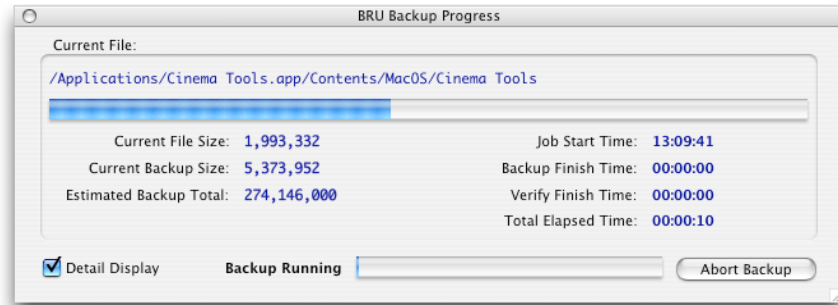 BRU Backup Progress
Current File:
/Applications/Cinema Tools.app/Contents/MacOS/Cinema Tools
Current File Size: 1,993,332
Job Start Time: 13:09:41
Current Backup Size: 5,373,952
Backup Finish Time: 00:00:00
Estimated Backup Total: 274,146,000
Verify Finish Time: 00:00:00
Total Elapsed Time: 00:00:10
Detail Display
Backup Running
Abort Backup